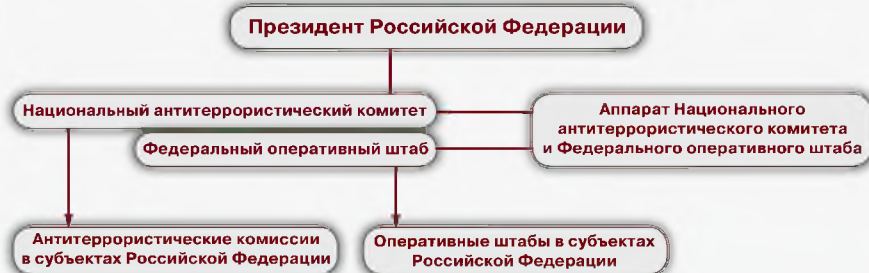 Президент Российской Федерации
Национальный антитеррористический комитет
Федеральный оперативный штаб
Аппарат Национального
антитеррористического комитета
и Федерального оперативного штаба
Антитеррористические комиссии
в субъектах Российской Федерации
Оперативные штабы в субъектах
Российской Федерации